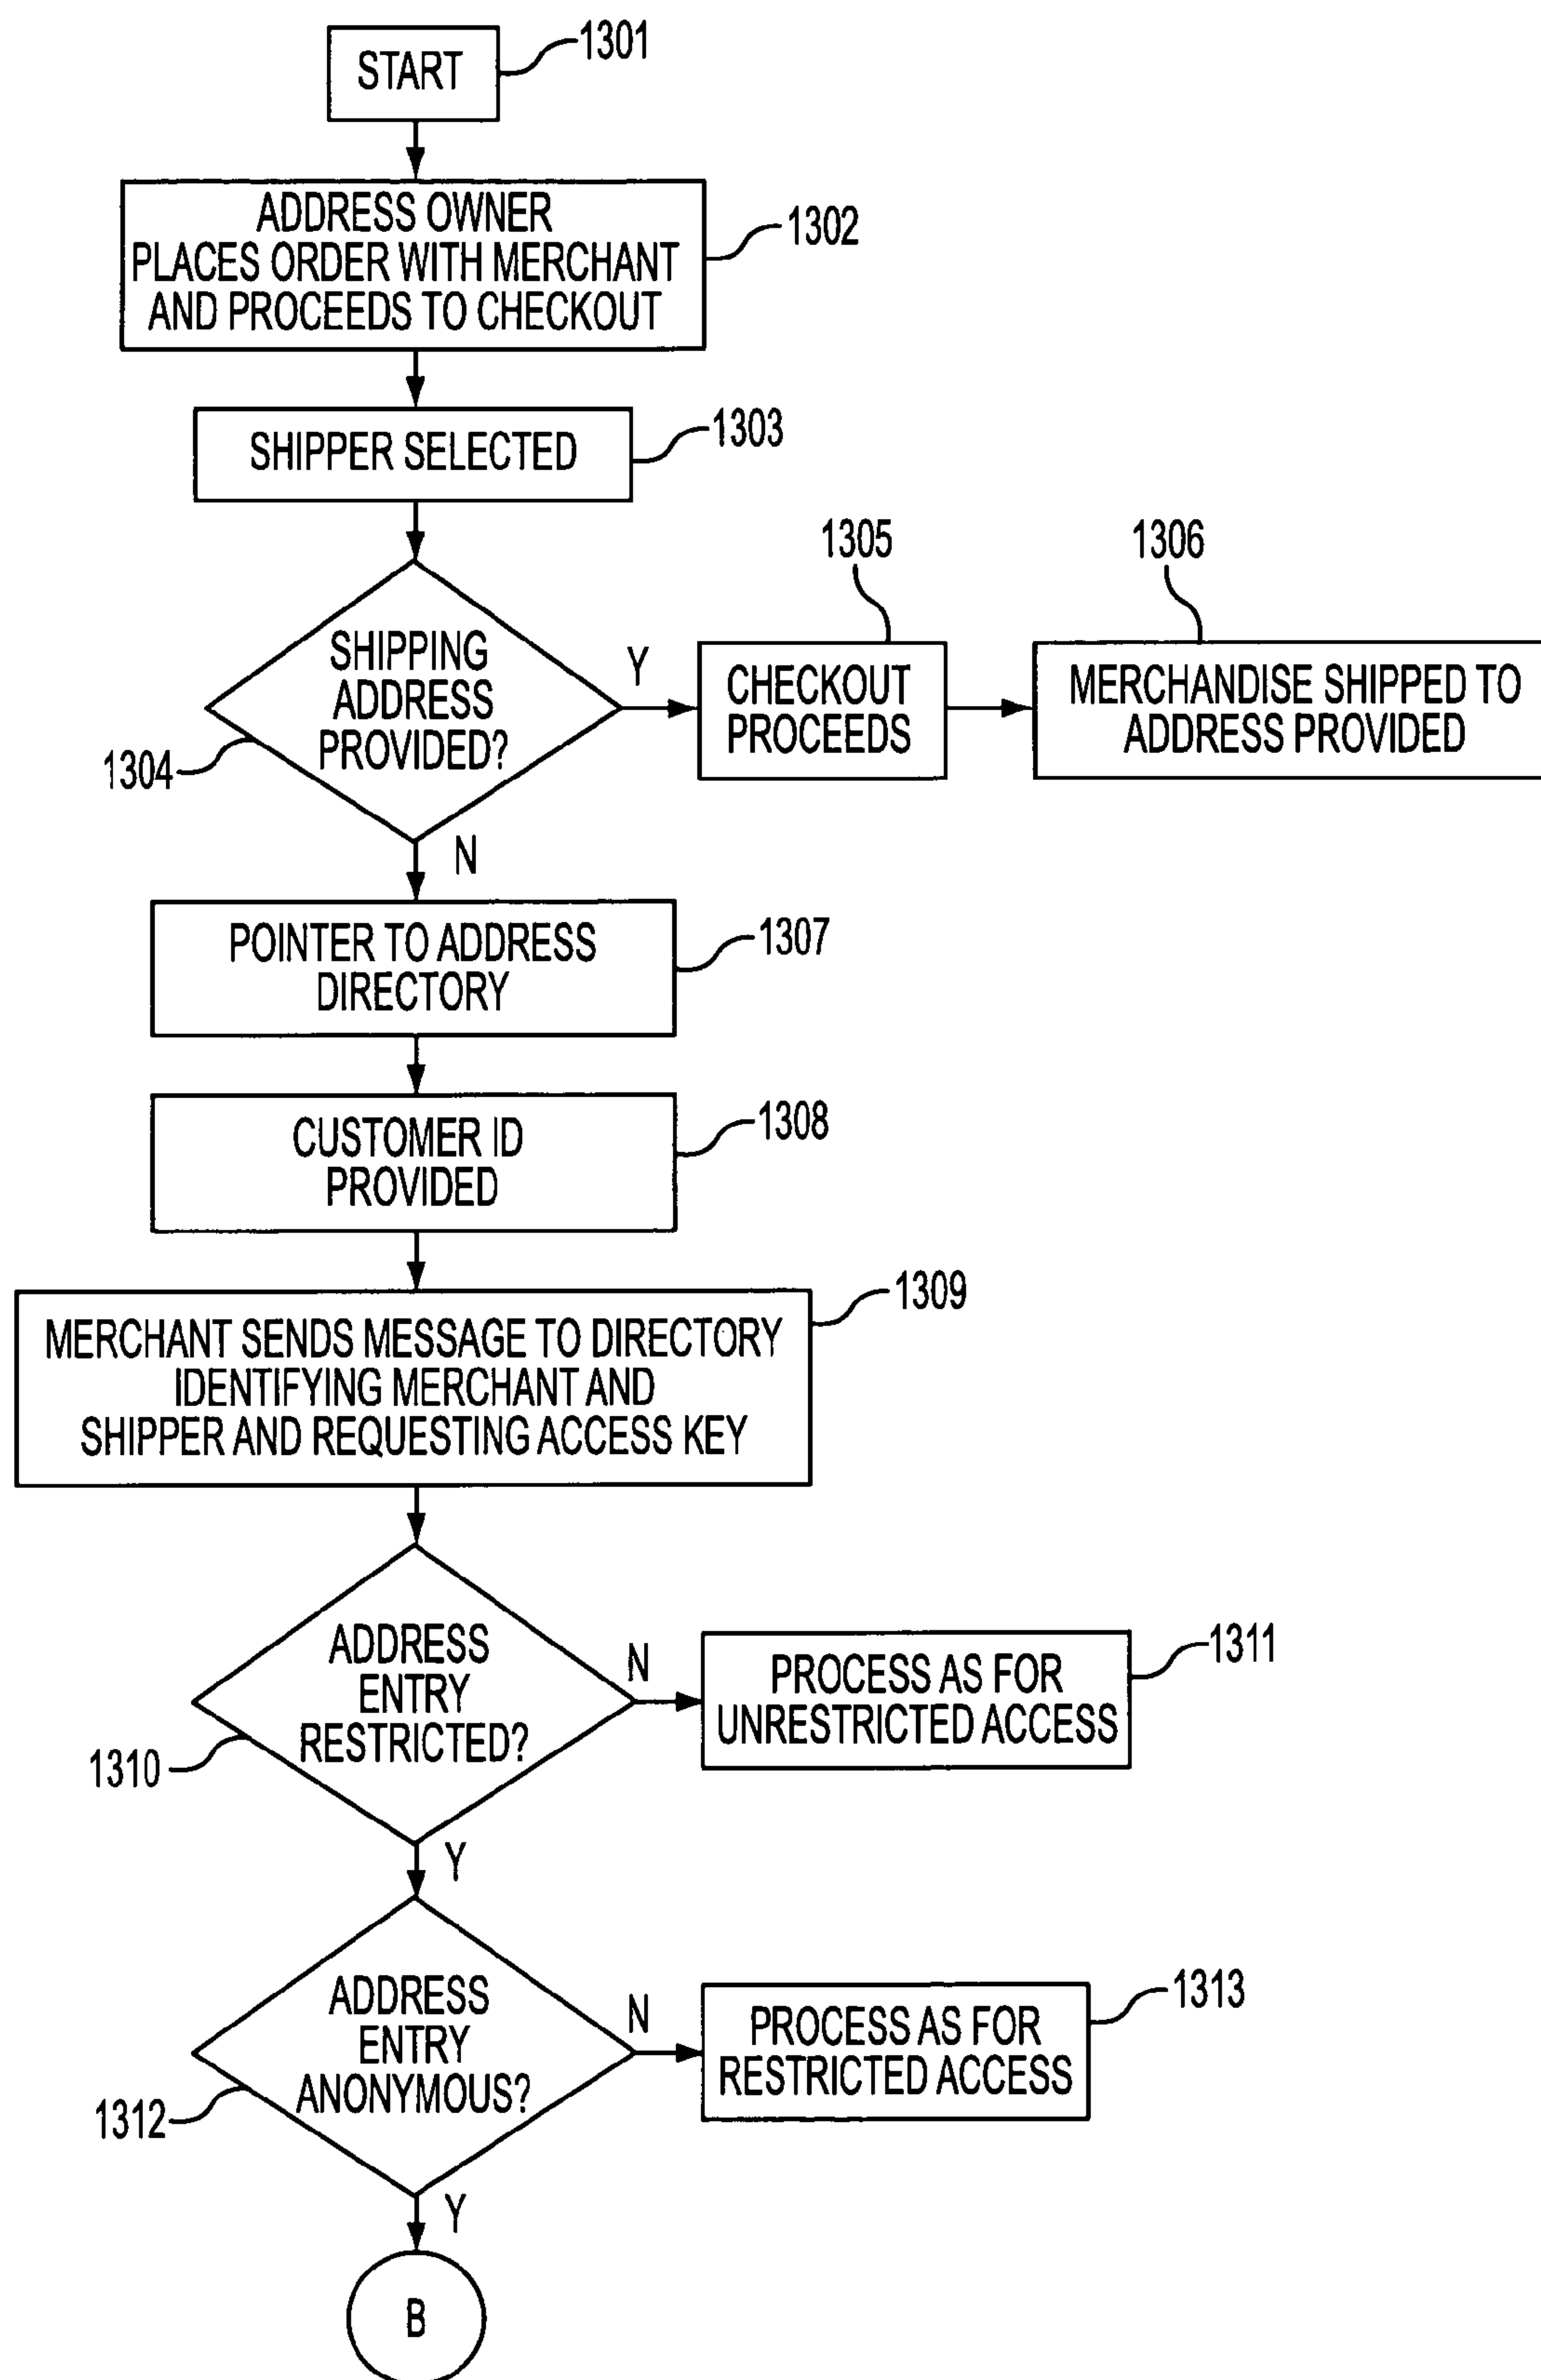 START
1301
ADDRESS OWNER
PLACES ORDER WITH MERCHANT
AND PROCEEDS TO CHECKOUT
1302
SHIPPER SELECTED
1303
SHIPPING
ADDRESS
PROVIDED?
1304
Y
CHECKOUT
PROCEEDS
1305
MERCHANDISE SHIPPED TO
ADDRESS PROVIDED
1306
N
POINTER TO ADDRESS
DIRECTORY
1307
CUSTOMER ID
PROVIDED
1308
MERCHANT SENDS MESSAGE TO DIRECTORY
IDENTIFYING MERCHANT AND
SHIPPER AND REQUESTING ACCESS KEY
1309
ADDRESS
ENTRY
RESTRICTED?
1310
N
PROCESS AS FOR
UNRESTRICTED ACCESS
1311
Y
ADDRESS
ENTRY
ANONYMOUS?
1312
N
PROCESS AS FOR
RESTRICTED ACCESS
1313
Y
B